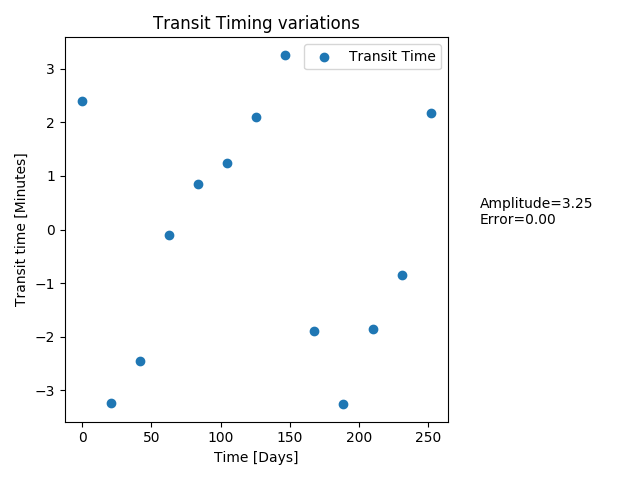 Transit Timing variations
Transit Time
Transit time [Minutes]
3
2
1
0
−1
−2
−3
Amplitude=3.25
Error=0.00
0 50 100 150 200 250
Time [Days]